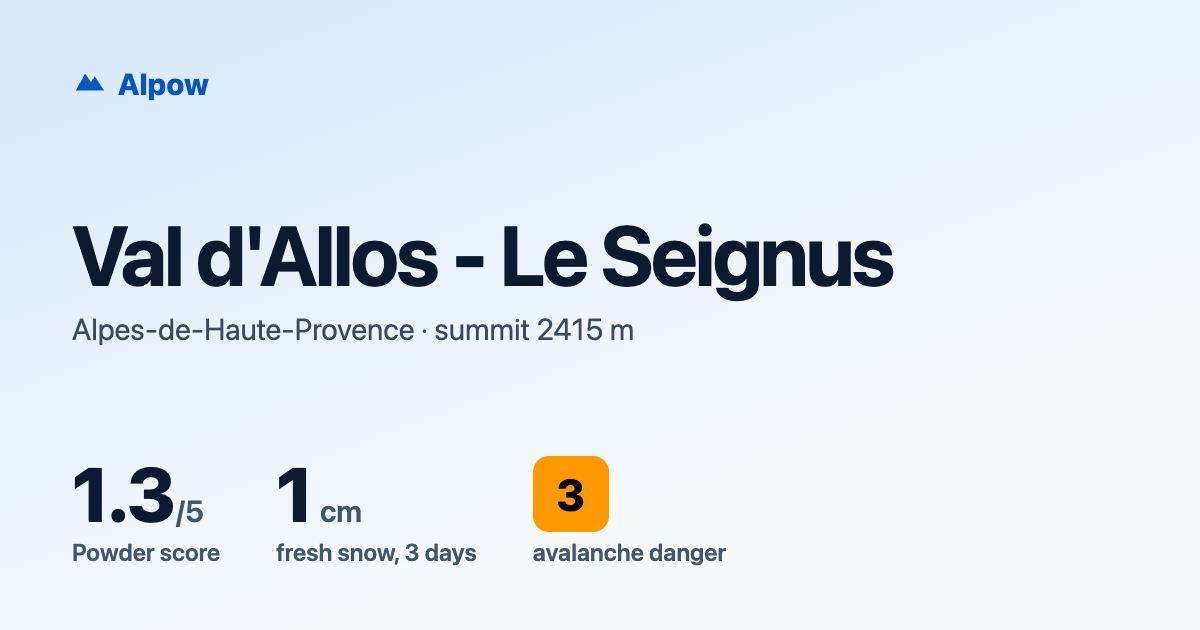 Alpow
Val d'Allos - Le Seignus
Alpes-de-Haute-Provence · summit 2415 m
1.3/5 1 cm 3
Powder score fresh snow, 3 days avalanche danger